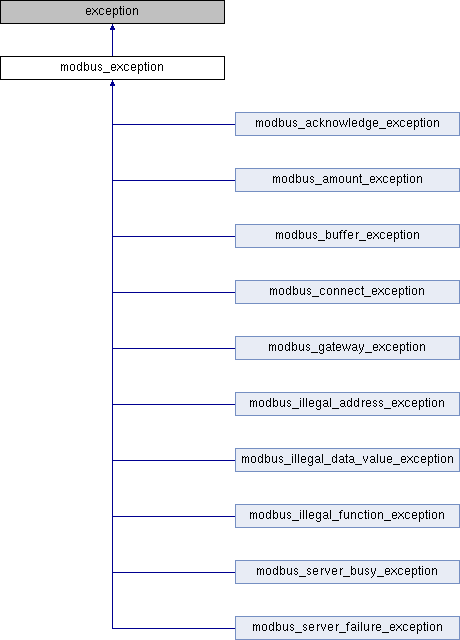 exception
modbus_exception
modbus_acknowledge_exception
modbus_amount_exception
modbus_buffer_exception
modbus_connect_exception
modbus_gateway_exception
modbus_illegal_address_exception
modbus_illegal_data_value_exception
modbus_illegal_function_exception
modbus_server_busy_exception
modbus_server_failure_exception